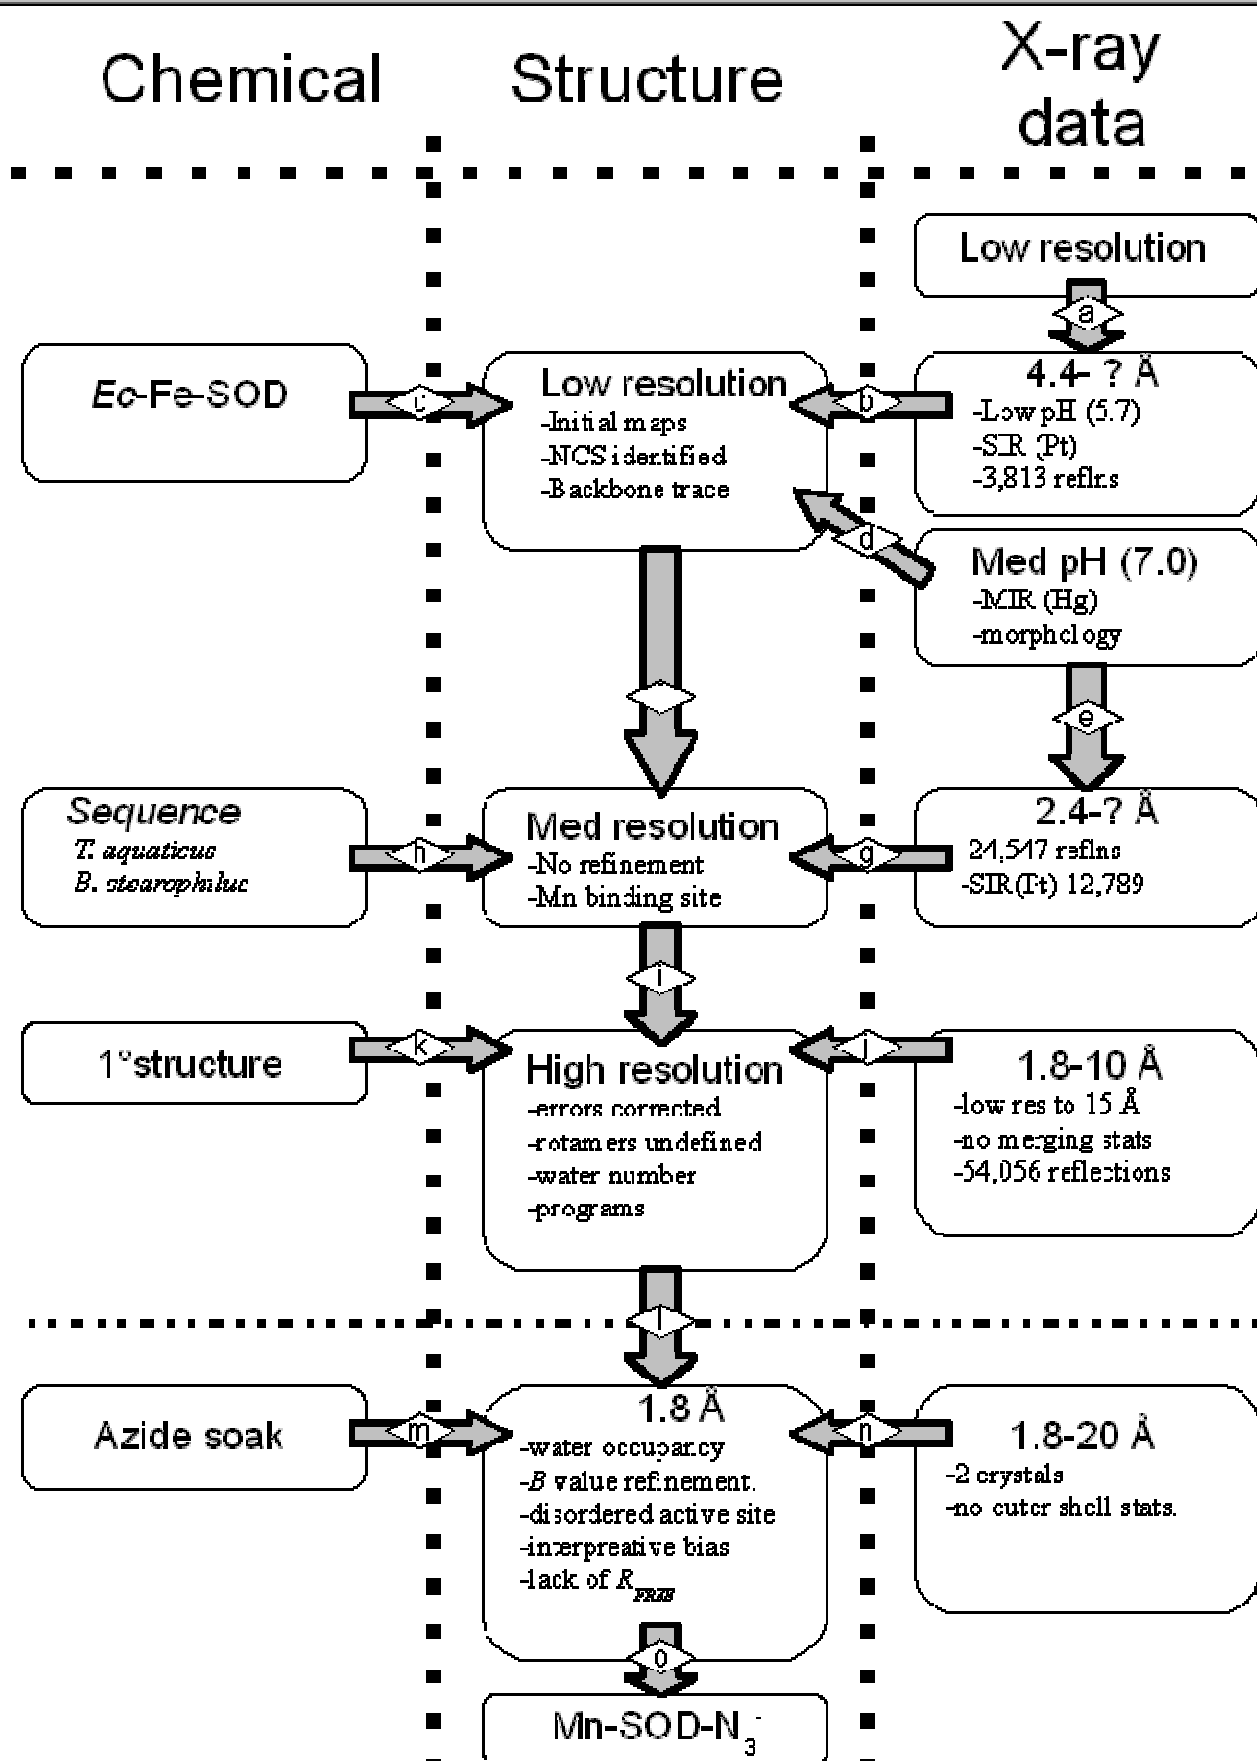 Chemical
Structure
X-ray
data
Low resolution
a
4.4- ? Å
-Low pH (5.7)
-SIR (Pt)
-3,813 reflns
Ec-Fe-SOD
c
Low resolution
-Initial maps
-NCS identified
-Backbone trace
b
d
Med pH (7.0)
-MIR (Hg)
-morphology
e
Sequence
T. aquaticus
B. stearophiluc
h
Med resolution
-No refinement
-Mn binding site
g
2.4-? Å
24,547 reflns
-SIR(Pt) 12,789
i
1°structure
k
High resolution
-errors corrected
-rotamers undefined
-water number
-programs
j
1.8-10 Å
-low res to 15 Å
-no merging stats
-54,056 reflections
l
Azide soak
m
1.8 Å
-water occupancy
-B value refinement.
-disordered active site
-interpreative bias
-lack of R
n
1.8-20 Å
-2 crystals
-no outer shell stats.
o
Mn-SOD-N3-